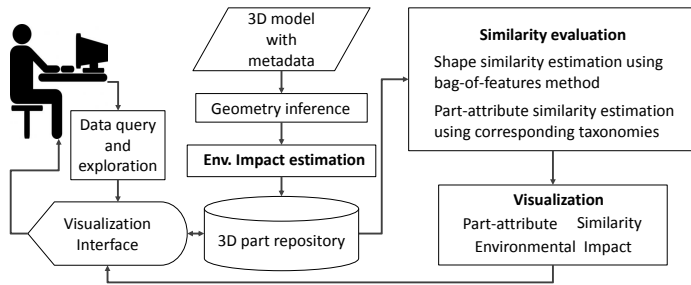 3D model
with
metadata
Geometry inference
Env. Impact estimation
3D part repository
Data query
and
exploration
Visualization
Interface
Similarity evaluation
Shape similarity estimation using
bag-of-features method
Part-attribute similarity estimation
using corresponding taxonomies
Visualization
Part-attribute Similarity
Environmental Impact